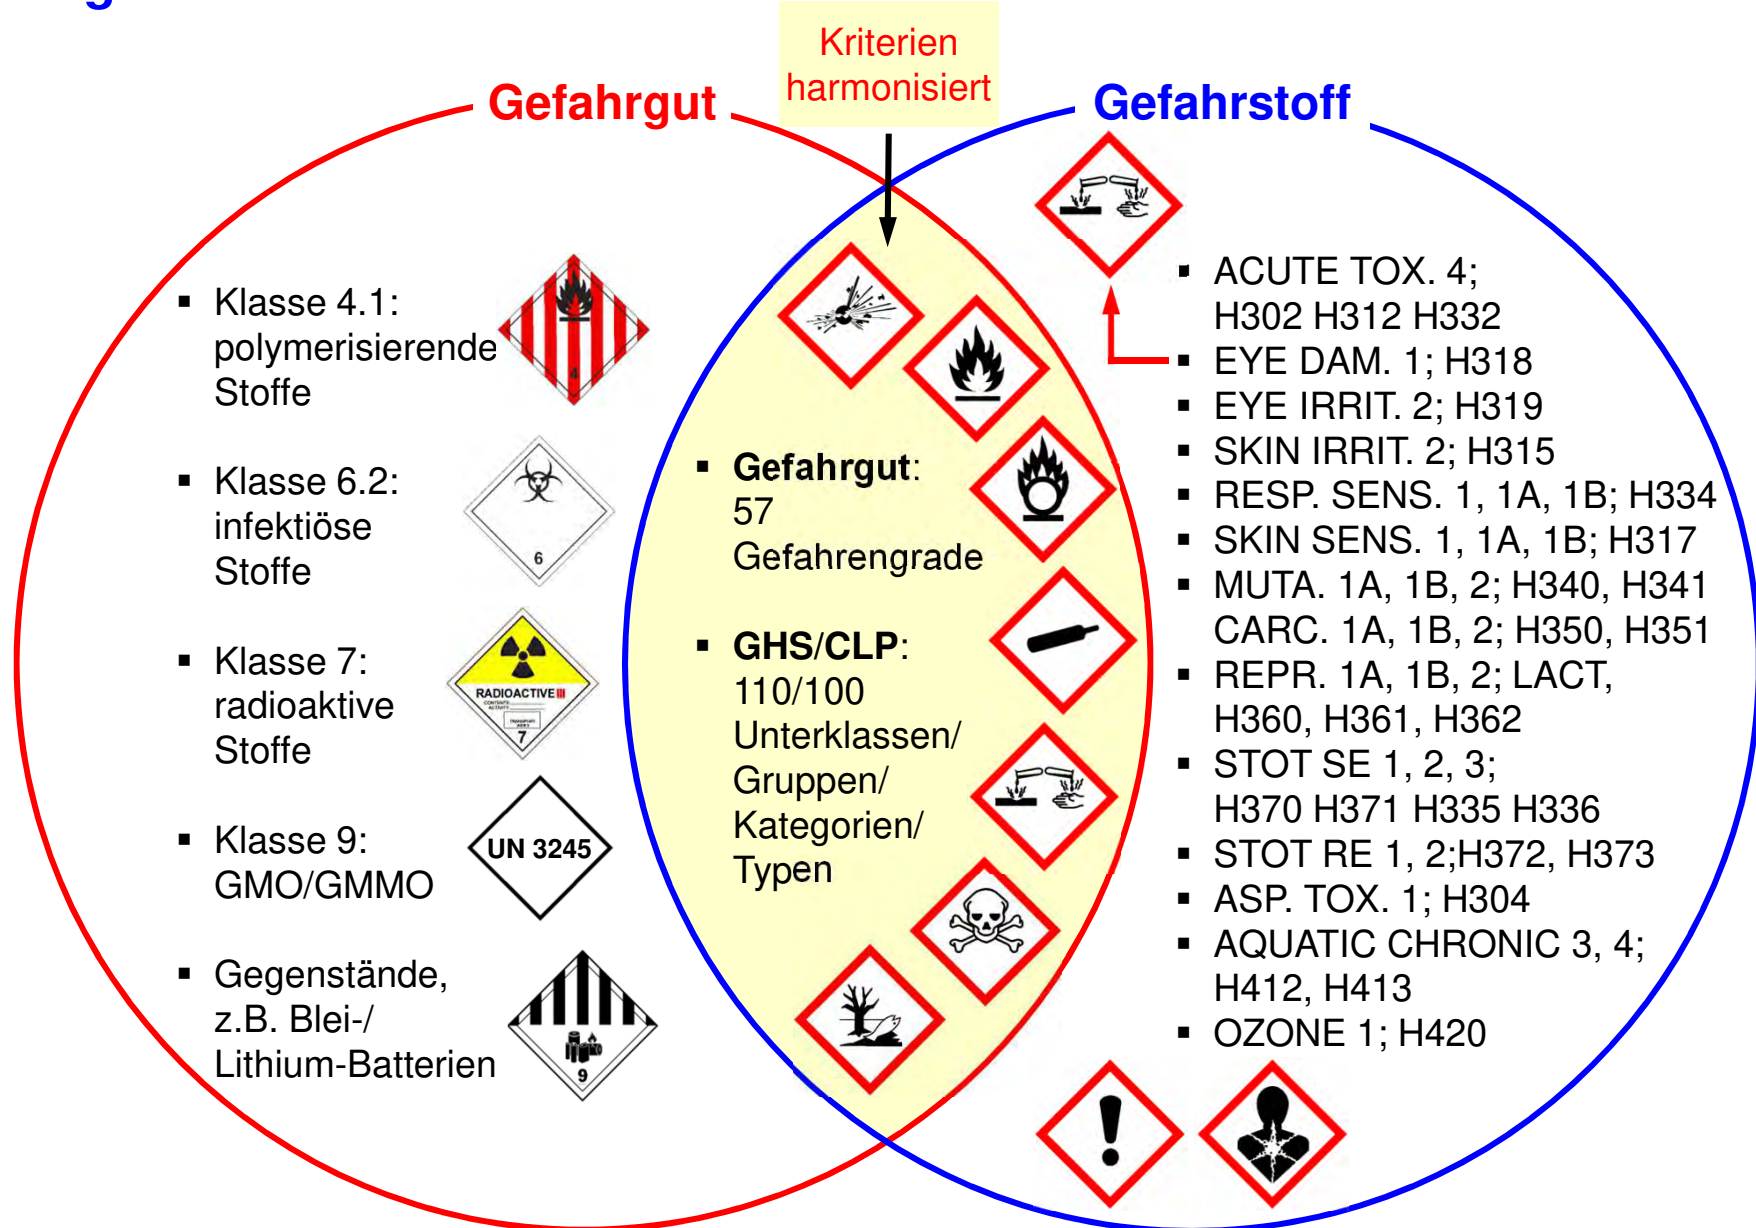 g
Kriterien
harmonisiert
Gefahrgut
Gefahrstoff
▪ Klasse 4.1:
polymerisierende
Stoffe
4
▪ Klasse 6.2:
infektiöse
Stoffe
6
▪ Klasse 7:
radioaktive
Stoffe
RADIOACTIVE III
7
▪ Klasse 9:
GMO/GMMO
UN 3245
▪ Gegenstände,
z.B. Blei-/
Lithium-Batterien
9
▪ Gefahrgut:
57
Gefahrengrade
▪ GHS/CLP:
110/100
Unterklassen/
Gruppen/
Kategorien/
Typen
▪ ACUTE TOX. 4;
H302 H312 H332
▪ EYE DAM. 1; H318
▪ EYE IRRIT. 2; H319
▪ SKIN IRRIT. 2; H315
▪ RESP. SENS. 1, 1A, 1B; H334
▪ SKIN SENS. 1, 1A, 1B; H317
▪ MUTA. 1A, 1B, 2; H340, H341
CARC. 1A, 1B, 2; H350, H351
▪ REPR. 1A, 1B, 2; LACT,
H360, H361, H362
▪ STOT SE 1, 2, 3;
H370 H371 H335 H336
▪ STOT RE 1, 2;H372, H373
▪ ASP. TOX. 1; H304
▪ AQUATIC CHRONIC 3, 4;
H412, H413
▪ OZONE 1; H420